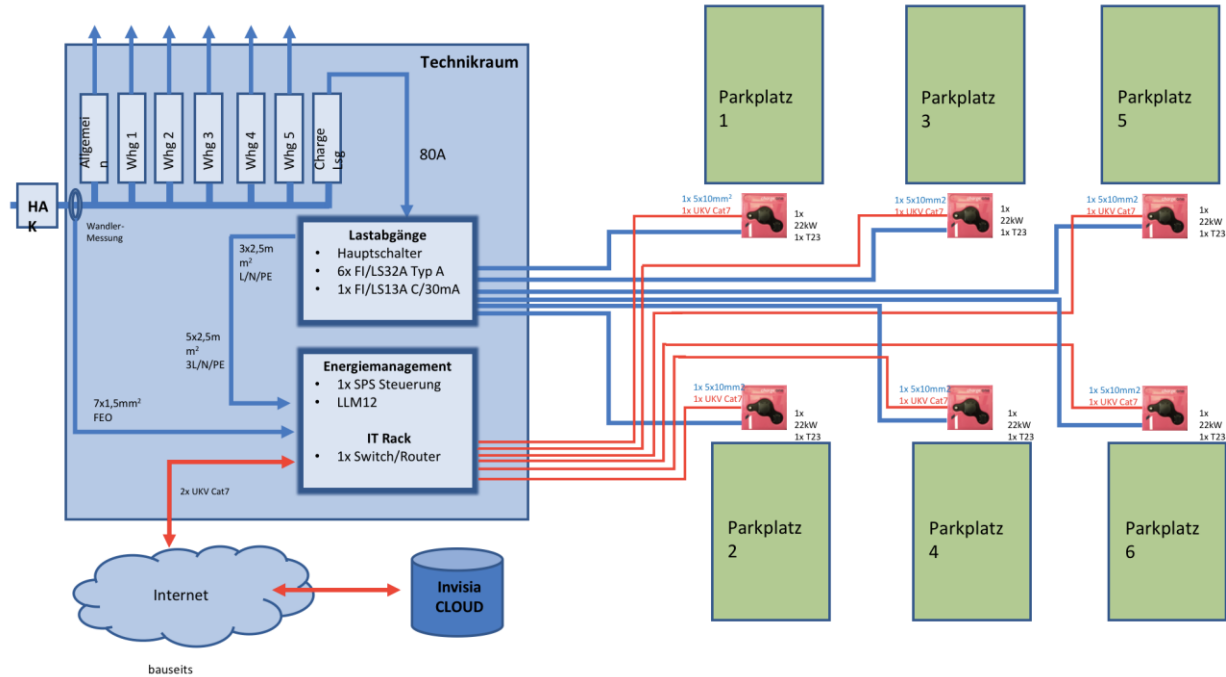 Technikraum
Allgemei
n
Whg 1
Whg 2
Whg 3
Whg 4
Whg 5
Charge
Lsg
80A
HA
K
Wandler-
Messung
Lastabgänge
• Hauptschalter
• 6x FI/LS32A Typ A
• 1x FI/LS13A C/30mA
3x2,5m
m²
L/N/PE
5x2,5m
m²
3L/N/PE
7x1,5mm²
FEO
Energiemanagement
• 1x SPS Steuerung
• LLM12
IT Rack
• 1x Switch/Router
2x UKV Cat7
Internet
Invisia
CLOUD
bauseits
Parkplatz
1
Parkplatz
3
Parkplatz
5
1x 5x10mm²
1x UKV Cat7
1x
22kW
1x T23
1x 5x10mm2
1x UKV Cat7
1x
22kW
1x T23
1x 5x10mm2
1x UKV Cat7
1x
22kW
1x T23
1x 5x10mm2
1x UKV Cat7
1x
22kW
1x T23
1x 5x10mm2
1x UKV Cat7
1x
22kW
1x T23
1x 5x10mm2
1x UKV Cat7
1x
22kW
1x T23
Parkplatz
2
Parkplatz
4
Parkplatz
6